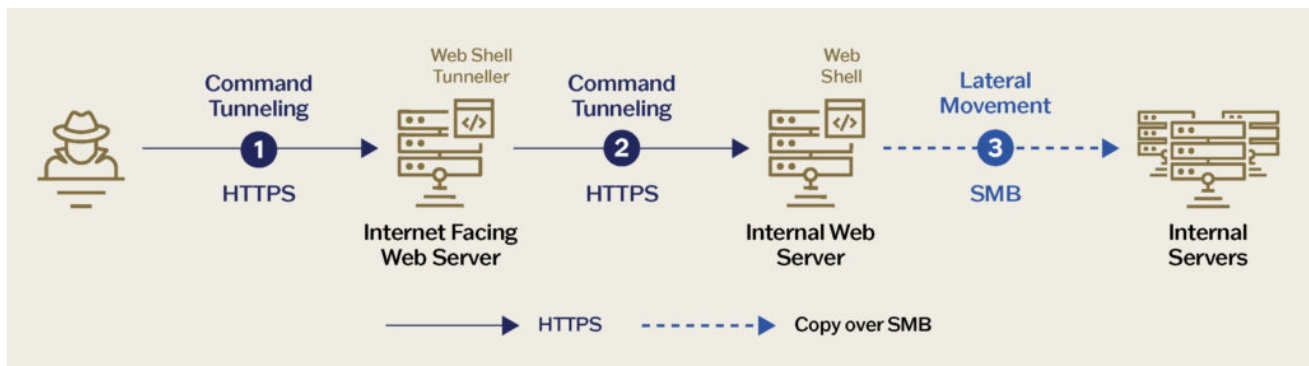 Web Shell
Tunneller
Web
Shell
Command
Tunneling
Command
Tunneling
Lateral
Movement
</>
</>
1
2
3
HTTPS
HTTPS
SMB
Internet Facing
Web Server
Internal Web
Server
Internal
Servers
HTTPS
Copy over SMB